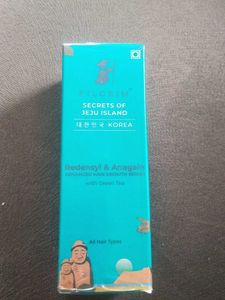 PILGRIM
SECRETS OF
JEJU ISLAND
대한민국 KOREA
Redensyl & Anagain
ADVANCED HAIR GROWTH SERUM
with Green Tea
All Hair Types